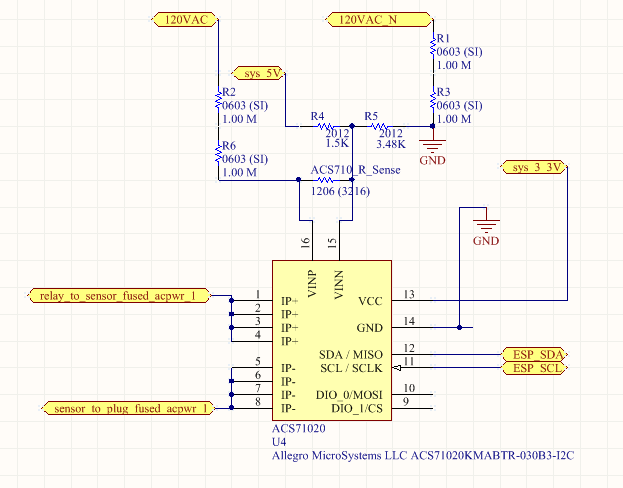 120VAC
120VAC_N
R1
0603 (SI)
1.00 M
sys_5V
R2
0603 (SI)
1.00 M
R3
0603 (SI)
1.00 M
R4
2012
1.5K
R5
2012
3.48K
R6
0603 (SI)
1.00 M
GND
ACS710_R_Sense
1206 (3216)
sys_3_3V
GND
16
15
VINP
VINN
relay_to_sensor_fused_acpwr_1
1
IP+
2
IP+
3
IP+
4
IP+
5
IP-
6
IP-
7
IP-
8
IP-
sensor_to_plug_fused_acpwr_1
VCC
13
GND
14
SDA / MISO
12
ESP_SDA
SCL / SCLK
11
ESP_SCL
DIO_0/MOSI
10
DIO_1/CS
9
ACS71020
U4
Allegro MicroSystems LLC ACS71020KMABTR-030B3-I2C